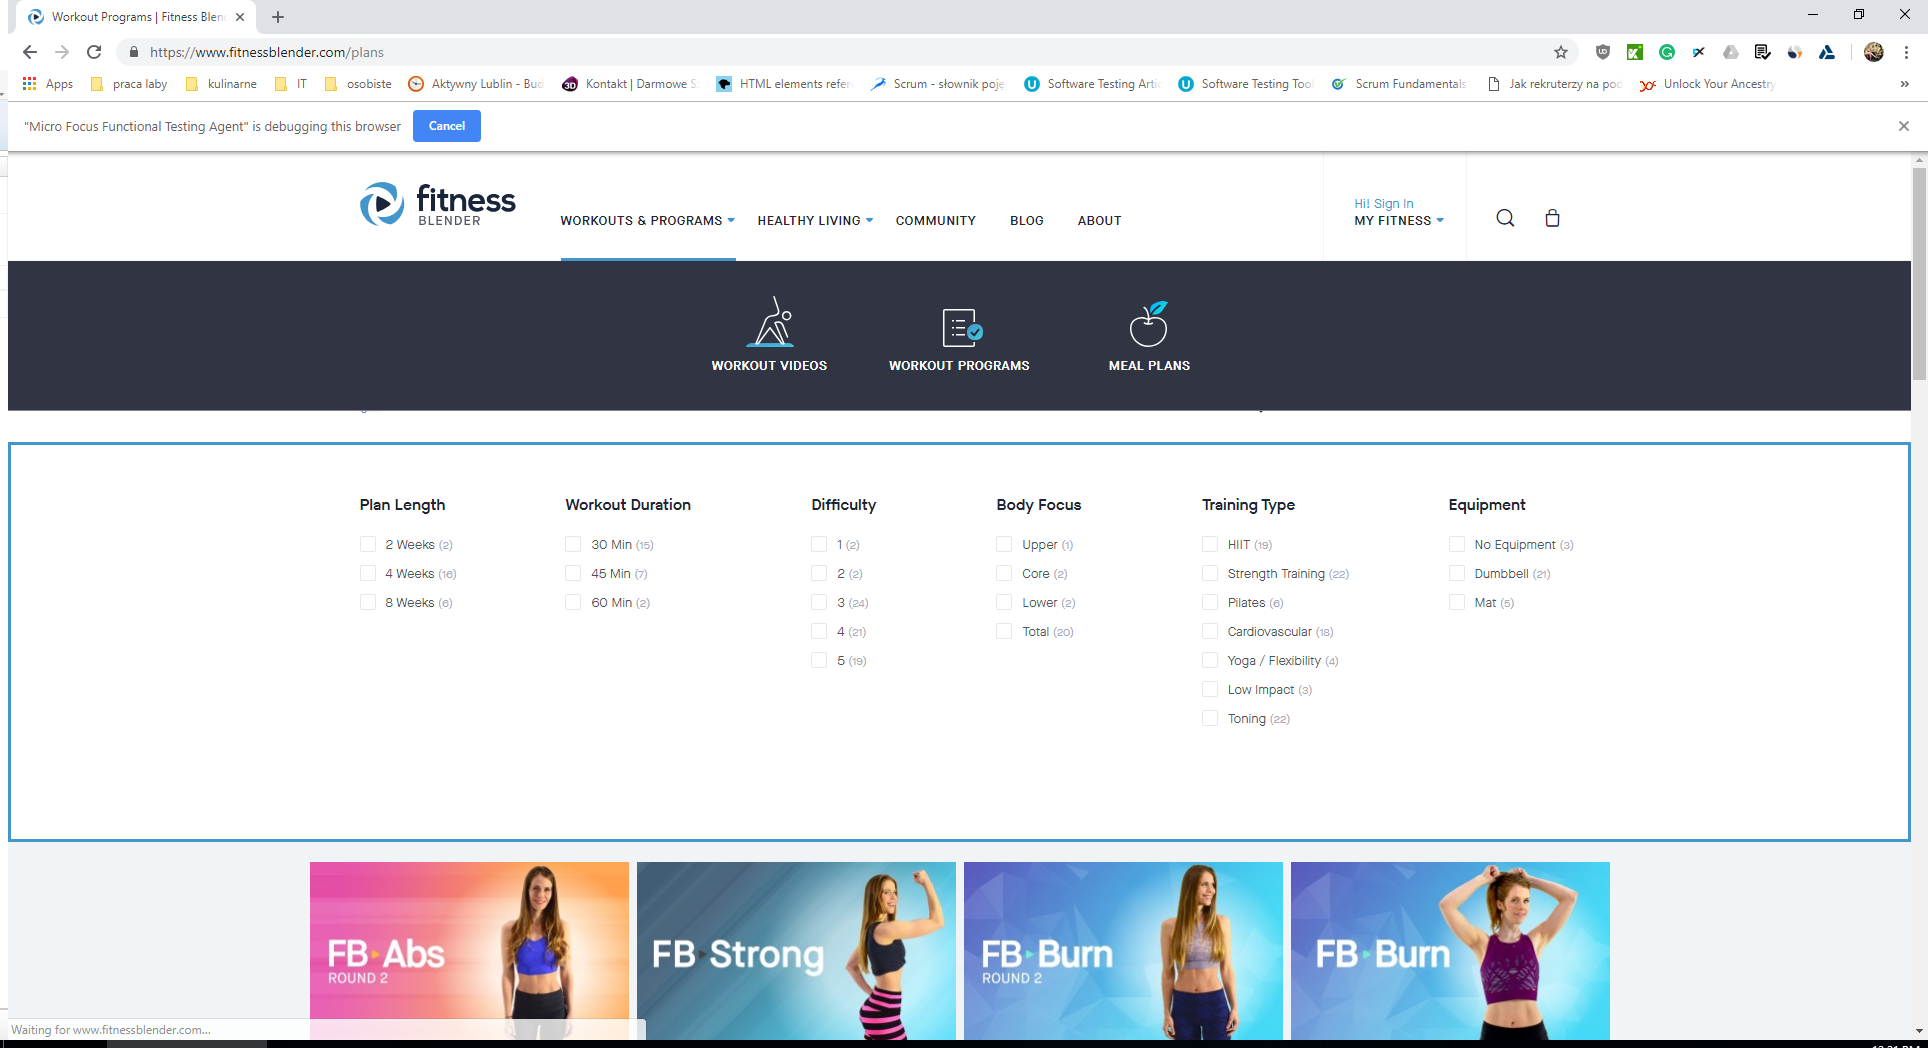 Workout Programs | Fitness Blen
https://www.fitnessblender.com/plans
Apps praca laby kulinarne IT osobiste Aktywny Lublin - Bud Kontakt | Darmowe S HTML elements refer Scrum - słownik poję Software Testing Artic Software Testing Tool Scrum Fundamentals Jak rekruterzy na pod Unlock Your Ancestry »
"Micro Focus Functional Testing Agent" is debugging this browser Cancel
fitness
BLENDER
WORKOUTS & PROGRAMS HEALTHY LIVING COMMUNITY BLOG ABOUT
Hi! Sign In
MY FITNESS
WORKOUT VIDEOS WORKOUT PROGRAMS MEAL PLANS
Plan Length
2 Weeks (2)
4 Weeks (16)
8 Weeks (6)
Workout Duration
30 Min (15)
45 Min (7)
60 Min (2)
Difficulty
1 (2)
2 (2)
3 (24)
4 (21)
5 (19)
Body Focus
Upper (1)
Core (2)
Lower (2)
Total (20)
Training Type
HIIT (19)
Strength Training (22)
Pilates (6)
Cardiovascular (18)
Yoga / Flexibility (4)
Low Impact (3)
Toning (22)
Equipment
No Equipment (3)
Dumbbell (21)
Mat (5)
FB Abs
ROUND 2
FB Strong
FB Burn
ROUND 2
FB Burn
Waiting for www.fitnessblender.com...